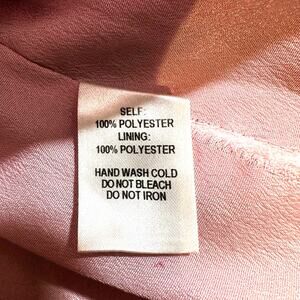 SELF:
100% POLYESTER
LINING:
100% POLYESTER
HAND WASH COLD
DO NOT BLEACH
DO NOT IRON